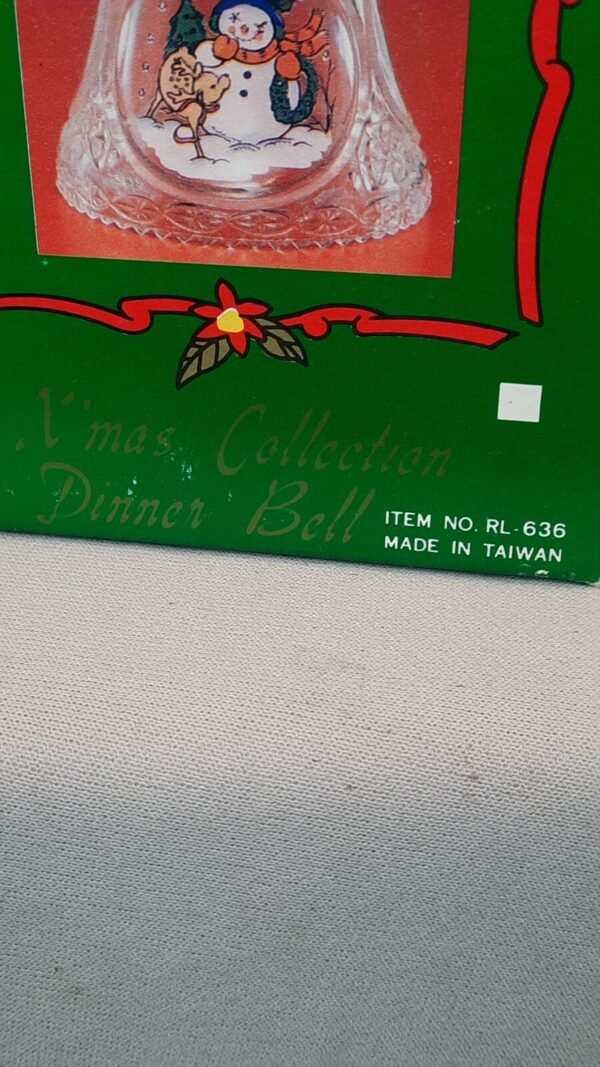 X'mas Collection
Dinner Bell
ITEM NO. RL-636
MADE IN TAIWAN